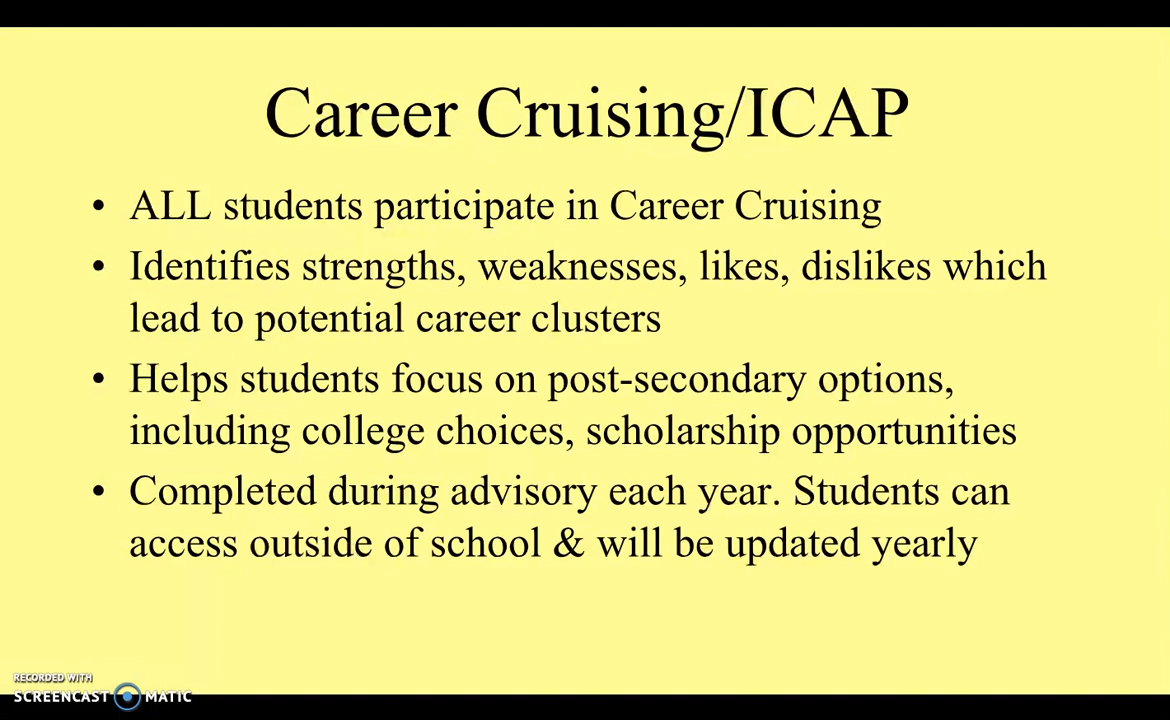 Career Cruising/ICAP
• ALL students participate in Career Cruising
• Identifies strengths, weaknesses, likes, dislikes which
lead to potential career clusters
• Helps students focus on post-secondary options,
including college choices, scholarship opportunities
• Completed during advisory each year. Students can
access outside of school & will be updated yearly
RECORDED WITH
SCREENCAST MATIC